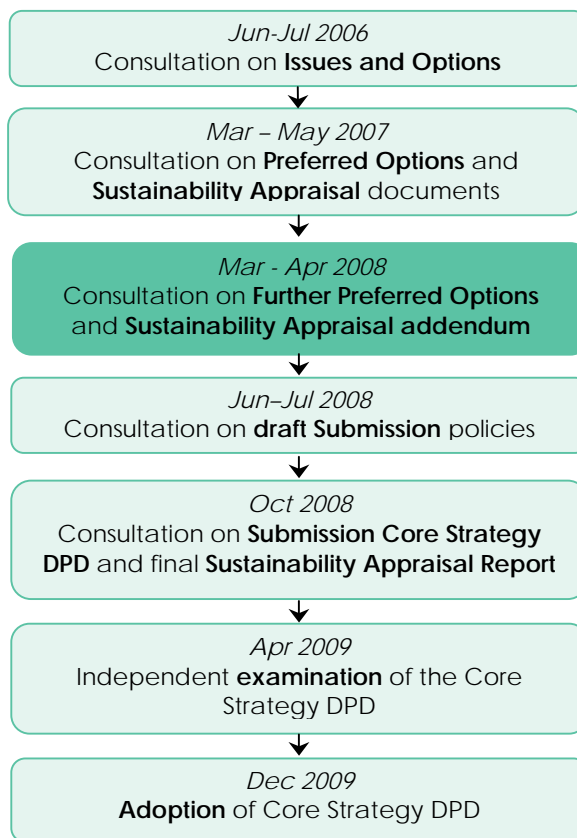 Jun-Jul 2006
Consultation on Issues and Options
Mar – May 2007
Consultation on Preferred Options and
Sustainability Appraisal documents
Mar - Apr 2008
Consultation on Further Preferred Options
and Sustainability Appraisal addendum
Jun–Jul 2008
Consultation on draft Submission policies
Oct 2008
Consultation on Submission Core Strategy
DPD and final Sustainability Appraisal Report
Apr 2009
Independent examination of the Core
Strategy DPD
Dec 2009
Adoption of Core Strategy DPD